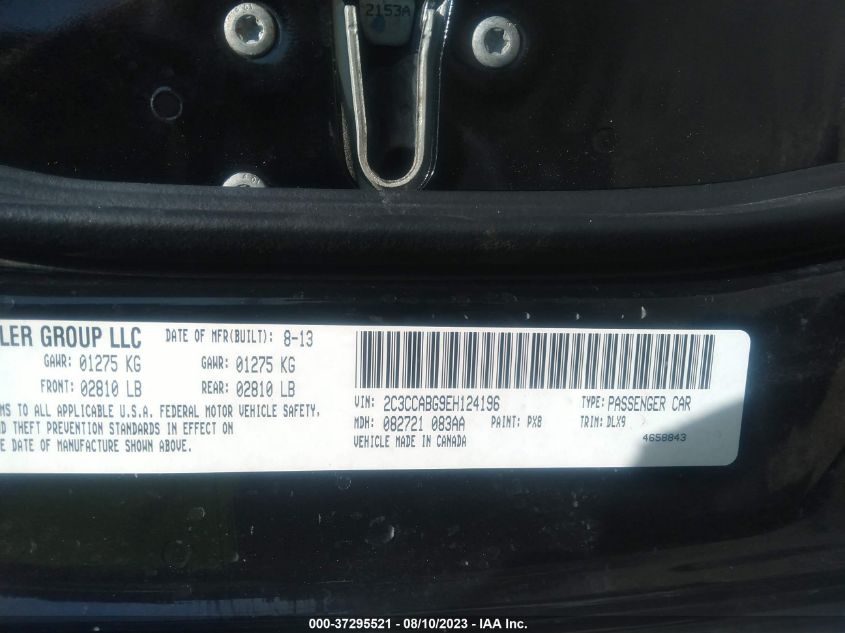 2153A
LER GROUP LLC
DATE OF MFR(BUILT): 8-13
GAWR: 01275 KG
GAWR: 01275 KG
FRONT: 02810 LB
REAR: 02810 LB
MS TO ALL APPLICABLE U.S.A. FEDERAL MOTOR VEHICLE SAFETY,
ND THEFT PREVENTION STANDARDS IN EFFECT ON
E DATE OF MANUFACTURE SHOWN ABOVE.
VIN: 2C3CCABG9EH124196
TYPE: PASSENGER CAR
MDH: 082721 083AA
PAINT: PX8
TRIM: DLX9
VEHICLE MADE IN CANADA
4658843
000-37295521 - 08/10/2023 - IAA Inc.